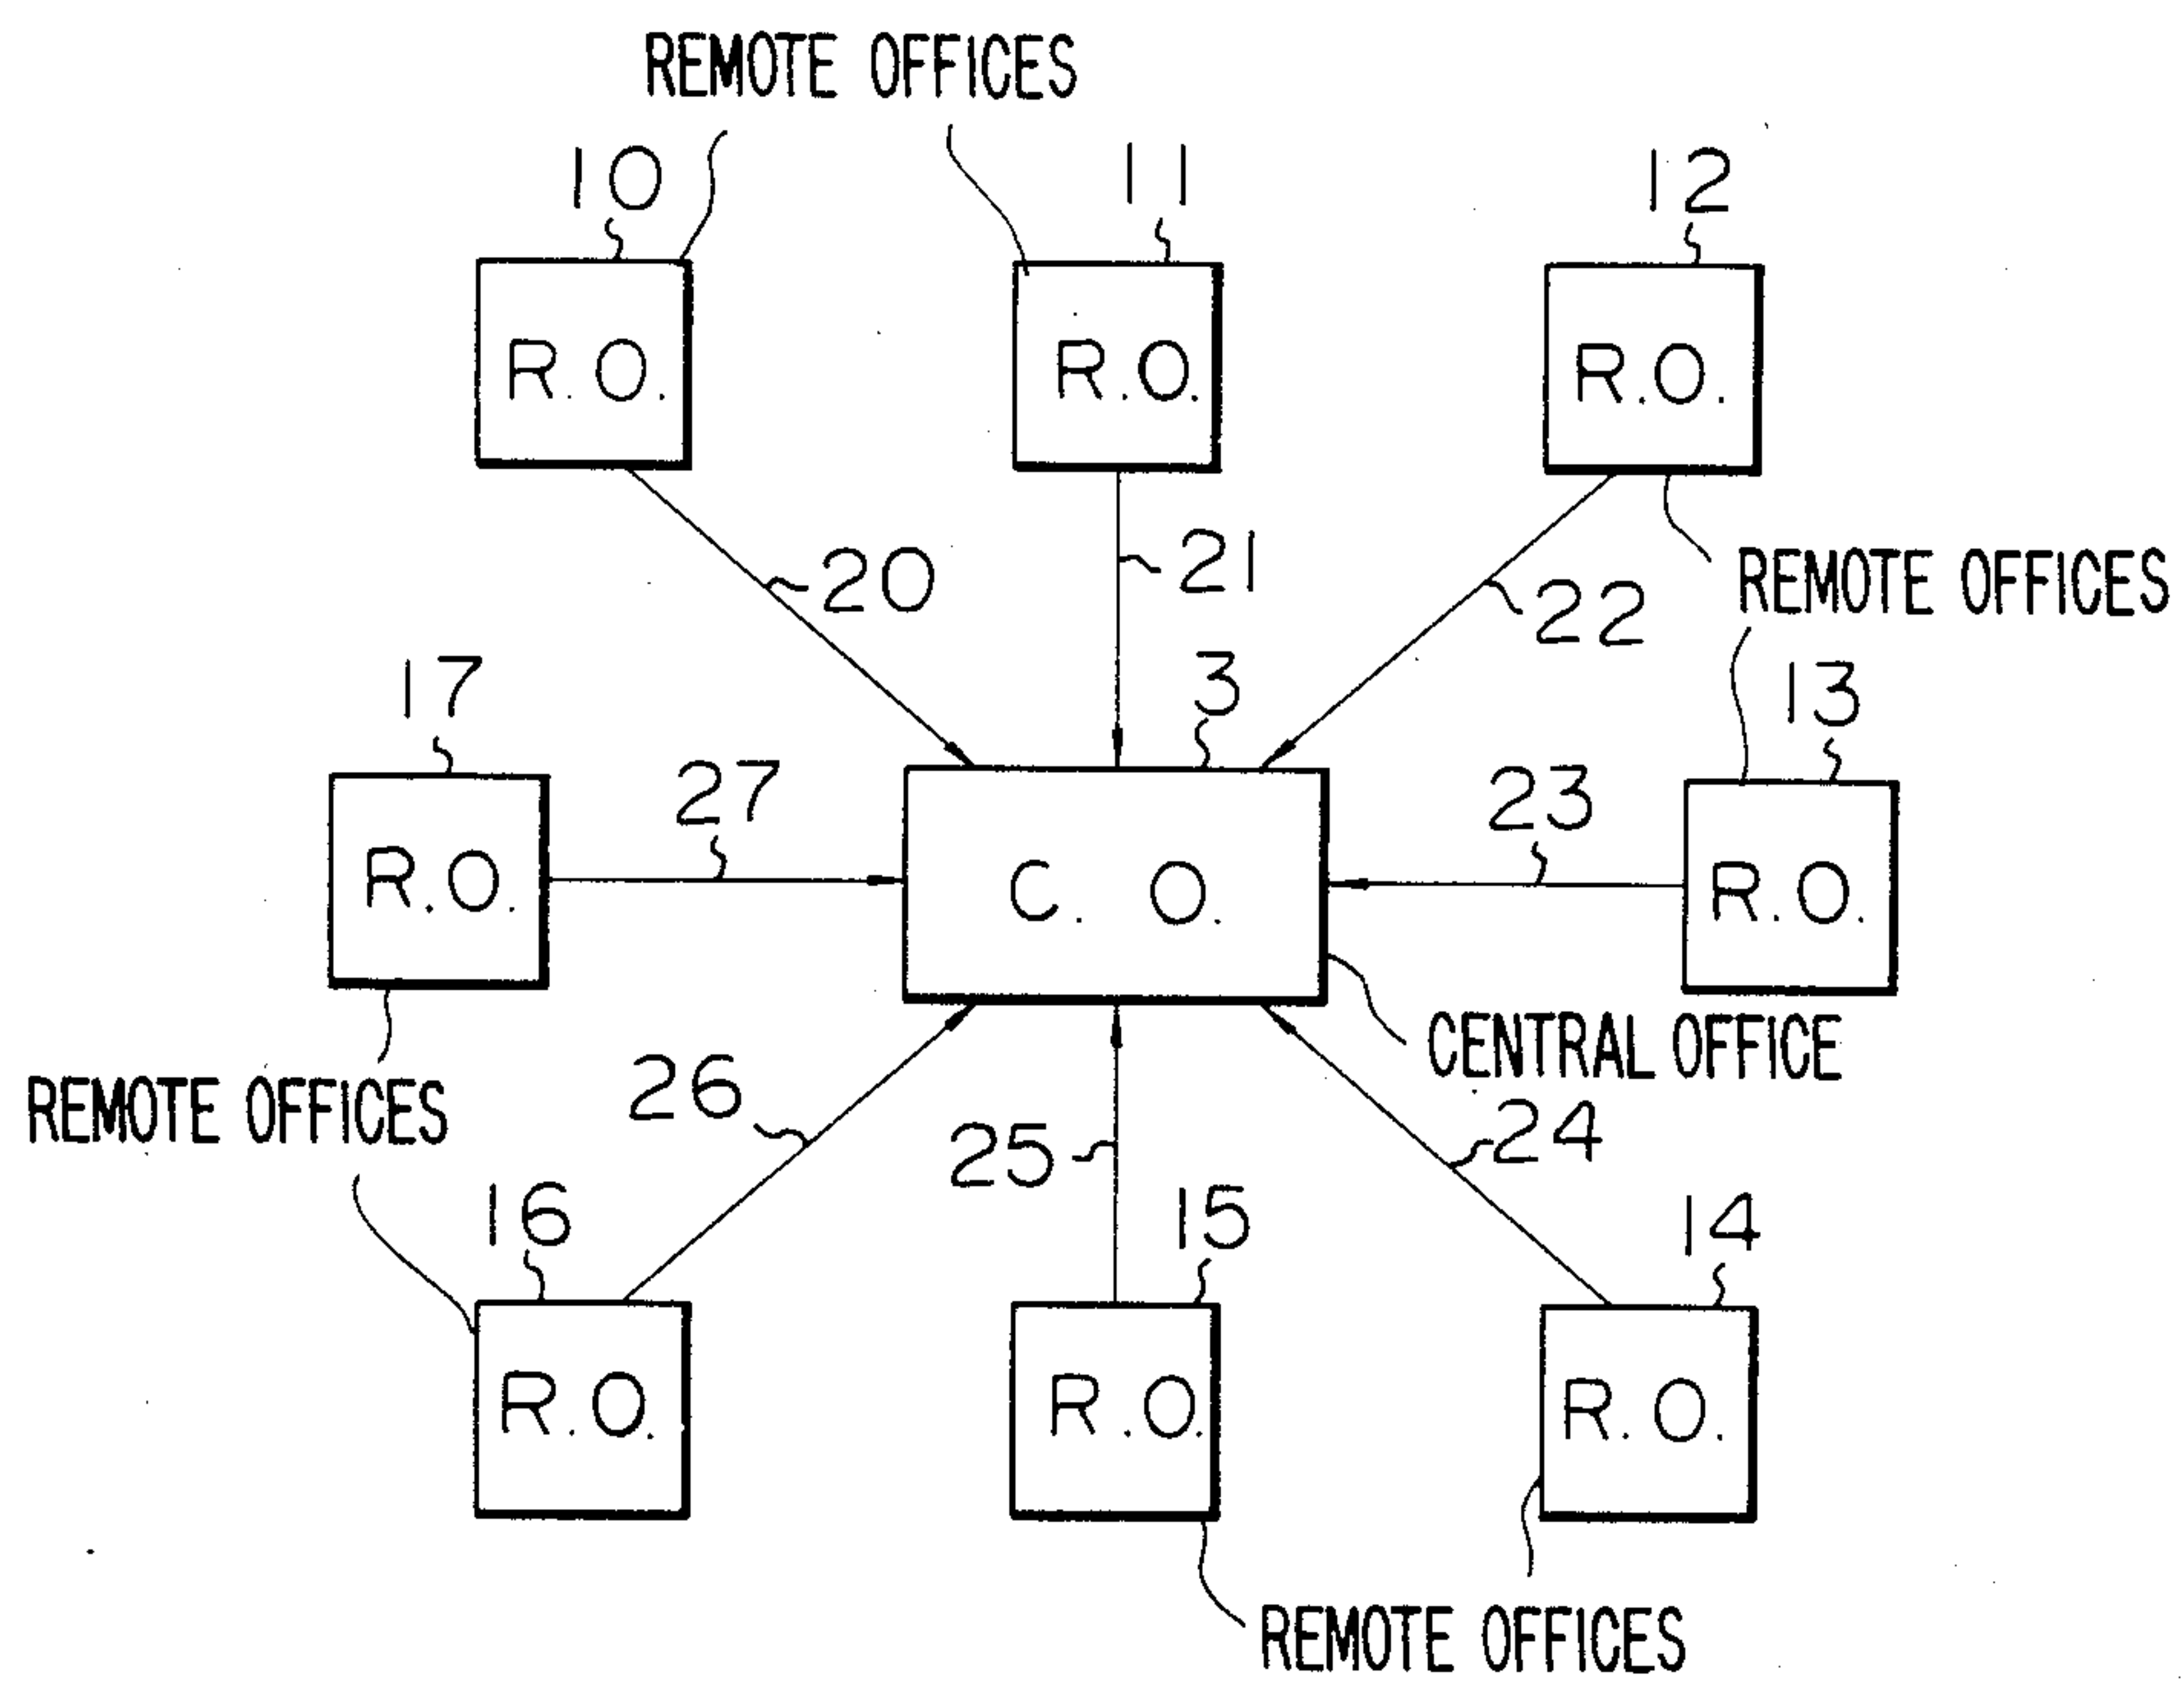 REMOTE OFFICES
10 11 12
R.O. R.O. R.O.
20 21 22
REMOTE OFFICES
17 3 13
27 23
R.O. C. O. R.O.
CENTRAL OFFICE
REMOTE OFFICES 26 25 24
16 15 14
R.O. R.O. R.O.
REMOTE OFFICES